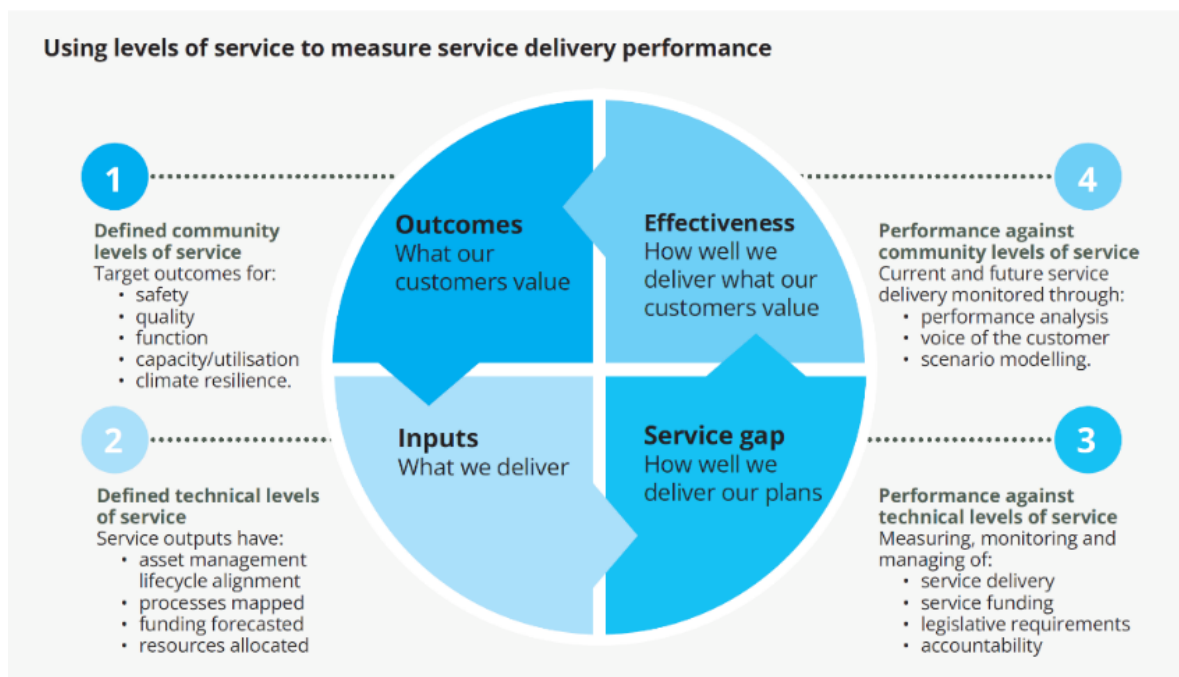 Using levels of service to measure service delivery performance
1
Defined community
levels of service
Target outcomes for:
• safety
• quality
• function
• capacity/utilisation
• climate resilience.
Outcomes
What our
customers value
2
Defined technical levels
of service
Service outputs have:
• asset management
lifecycle alignment
• processes mapped
• funding forecasted
• resources allocated
Inputs
What we deliver
Service gap
How well we
deliver our plans
3
Performance against
technical levels of service
Measuring, monitoring and
managing of:
• service delivery
• service funding
• legislative requirements
• accountability
Effectiveness
How well we
deliver what our
customers value
4
Performance against
community levels of service
Current and future service
delivery monitored through:
• performance analysis
• voice of the customer
• scenario modelling.